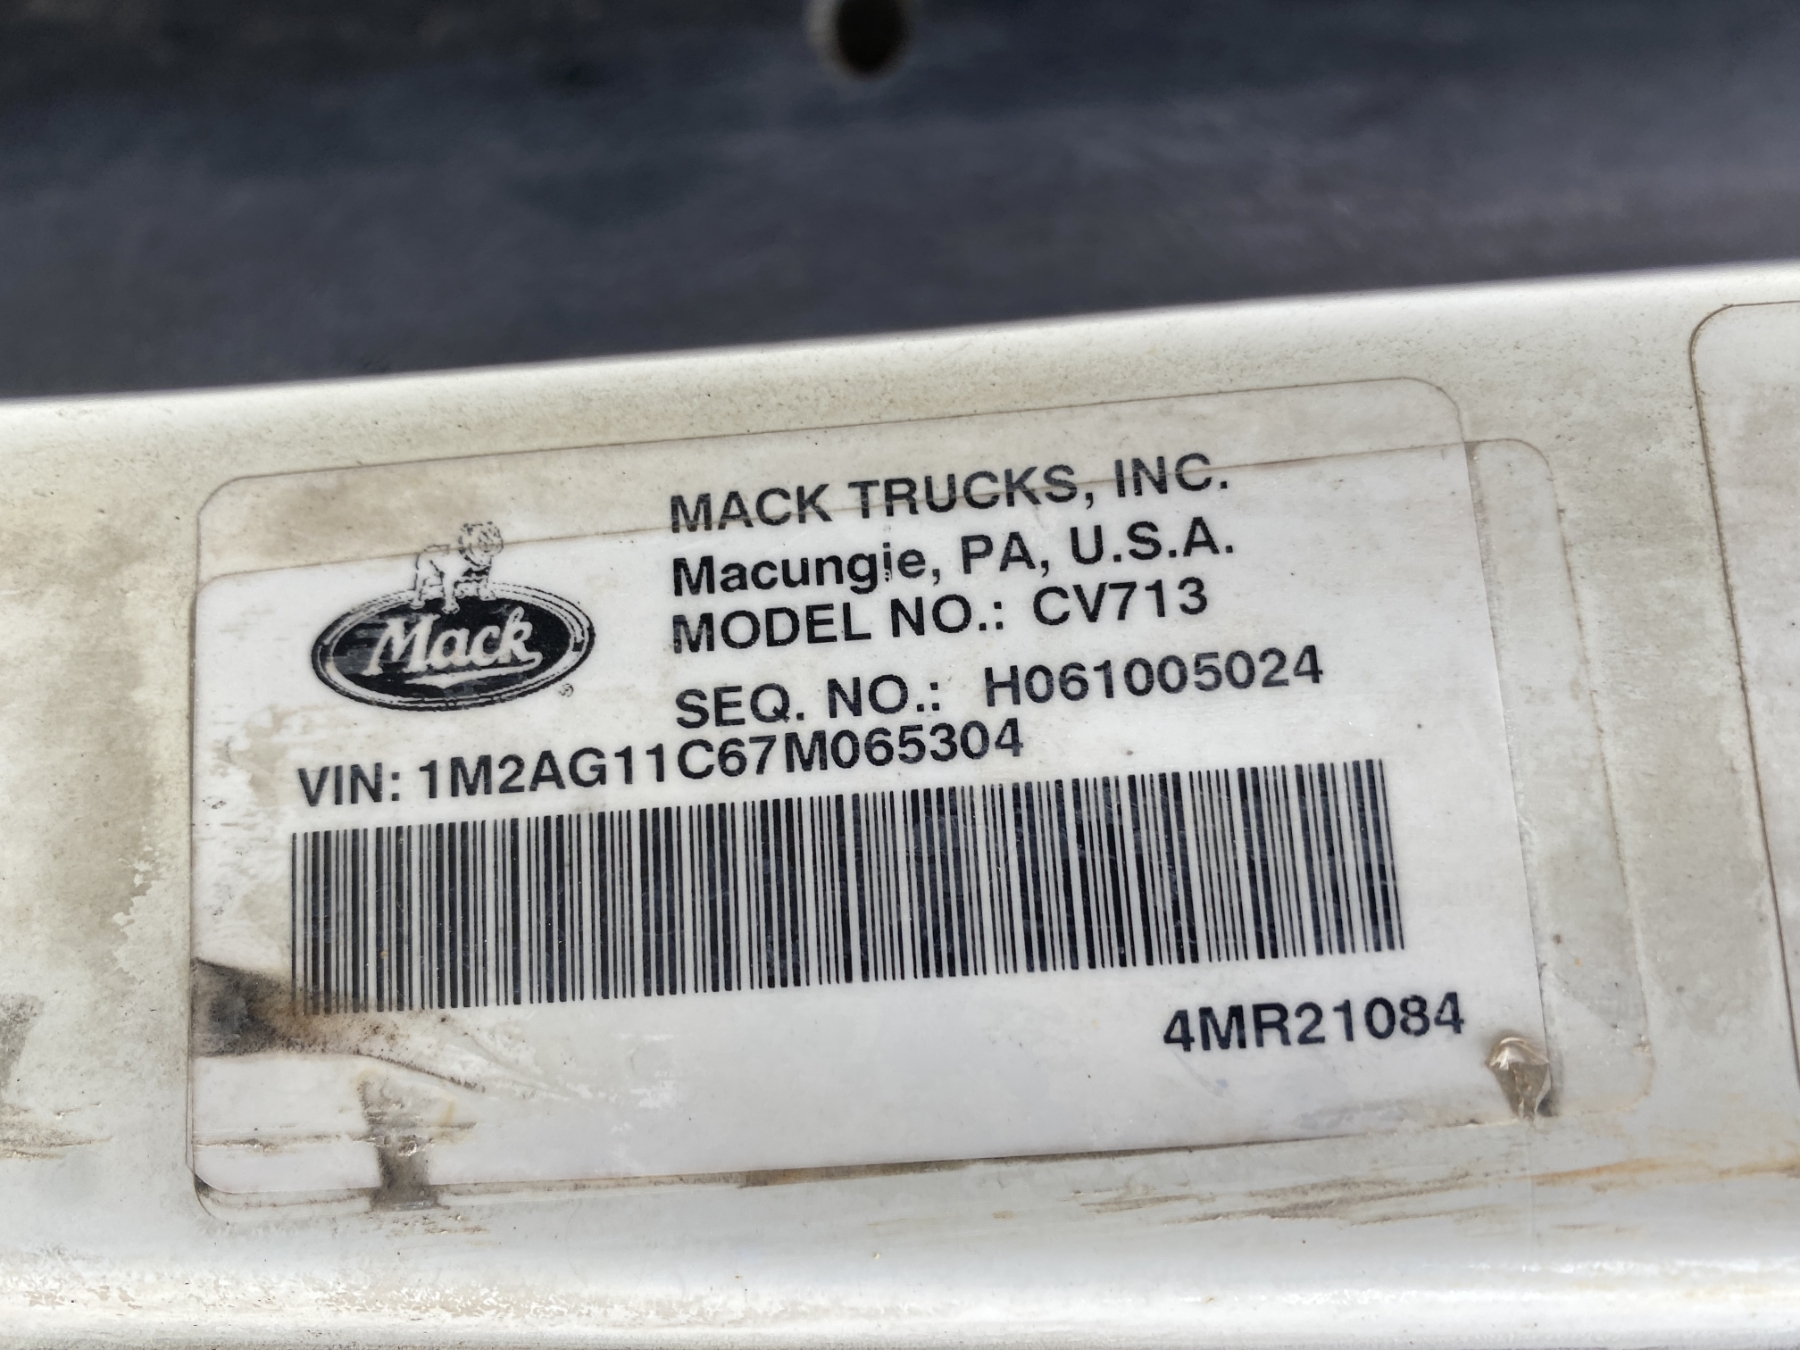 MACK TRUCKS, INC.
Macungie, PA, U.S.A.
MODEL NO.: CV713
Mack
®
SEQ. NO.: H061005024
VIN: 1M2AG11C67M065304
4MR21084